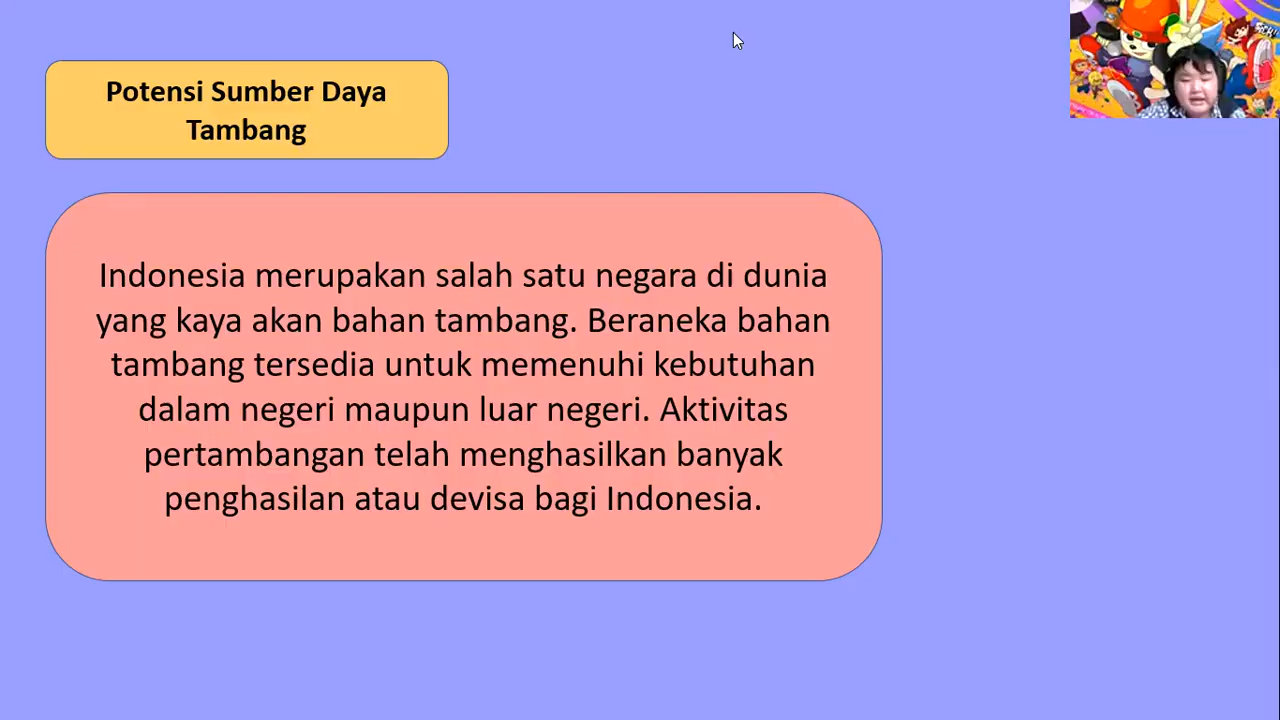 Potensi Sumber Daya
Tambang
Indonesia merupakan salah satu negara di dunia
yang kaya akan bahan tambang. Beraneka bahan
tambang tersedia untuk memenuhi kebutuhan
dalam negeri maupun luar negeri. Aktivitas
pertambangan telah menghasilkan banyak
penghasilan atau devisa bagi Indonesia.